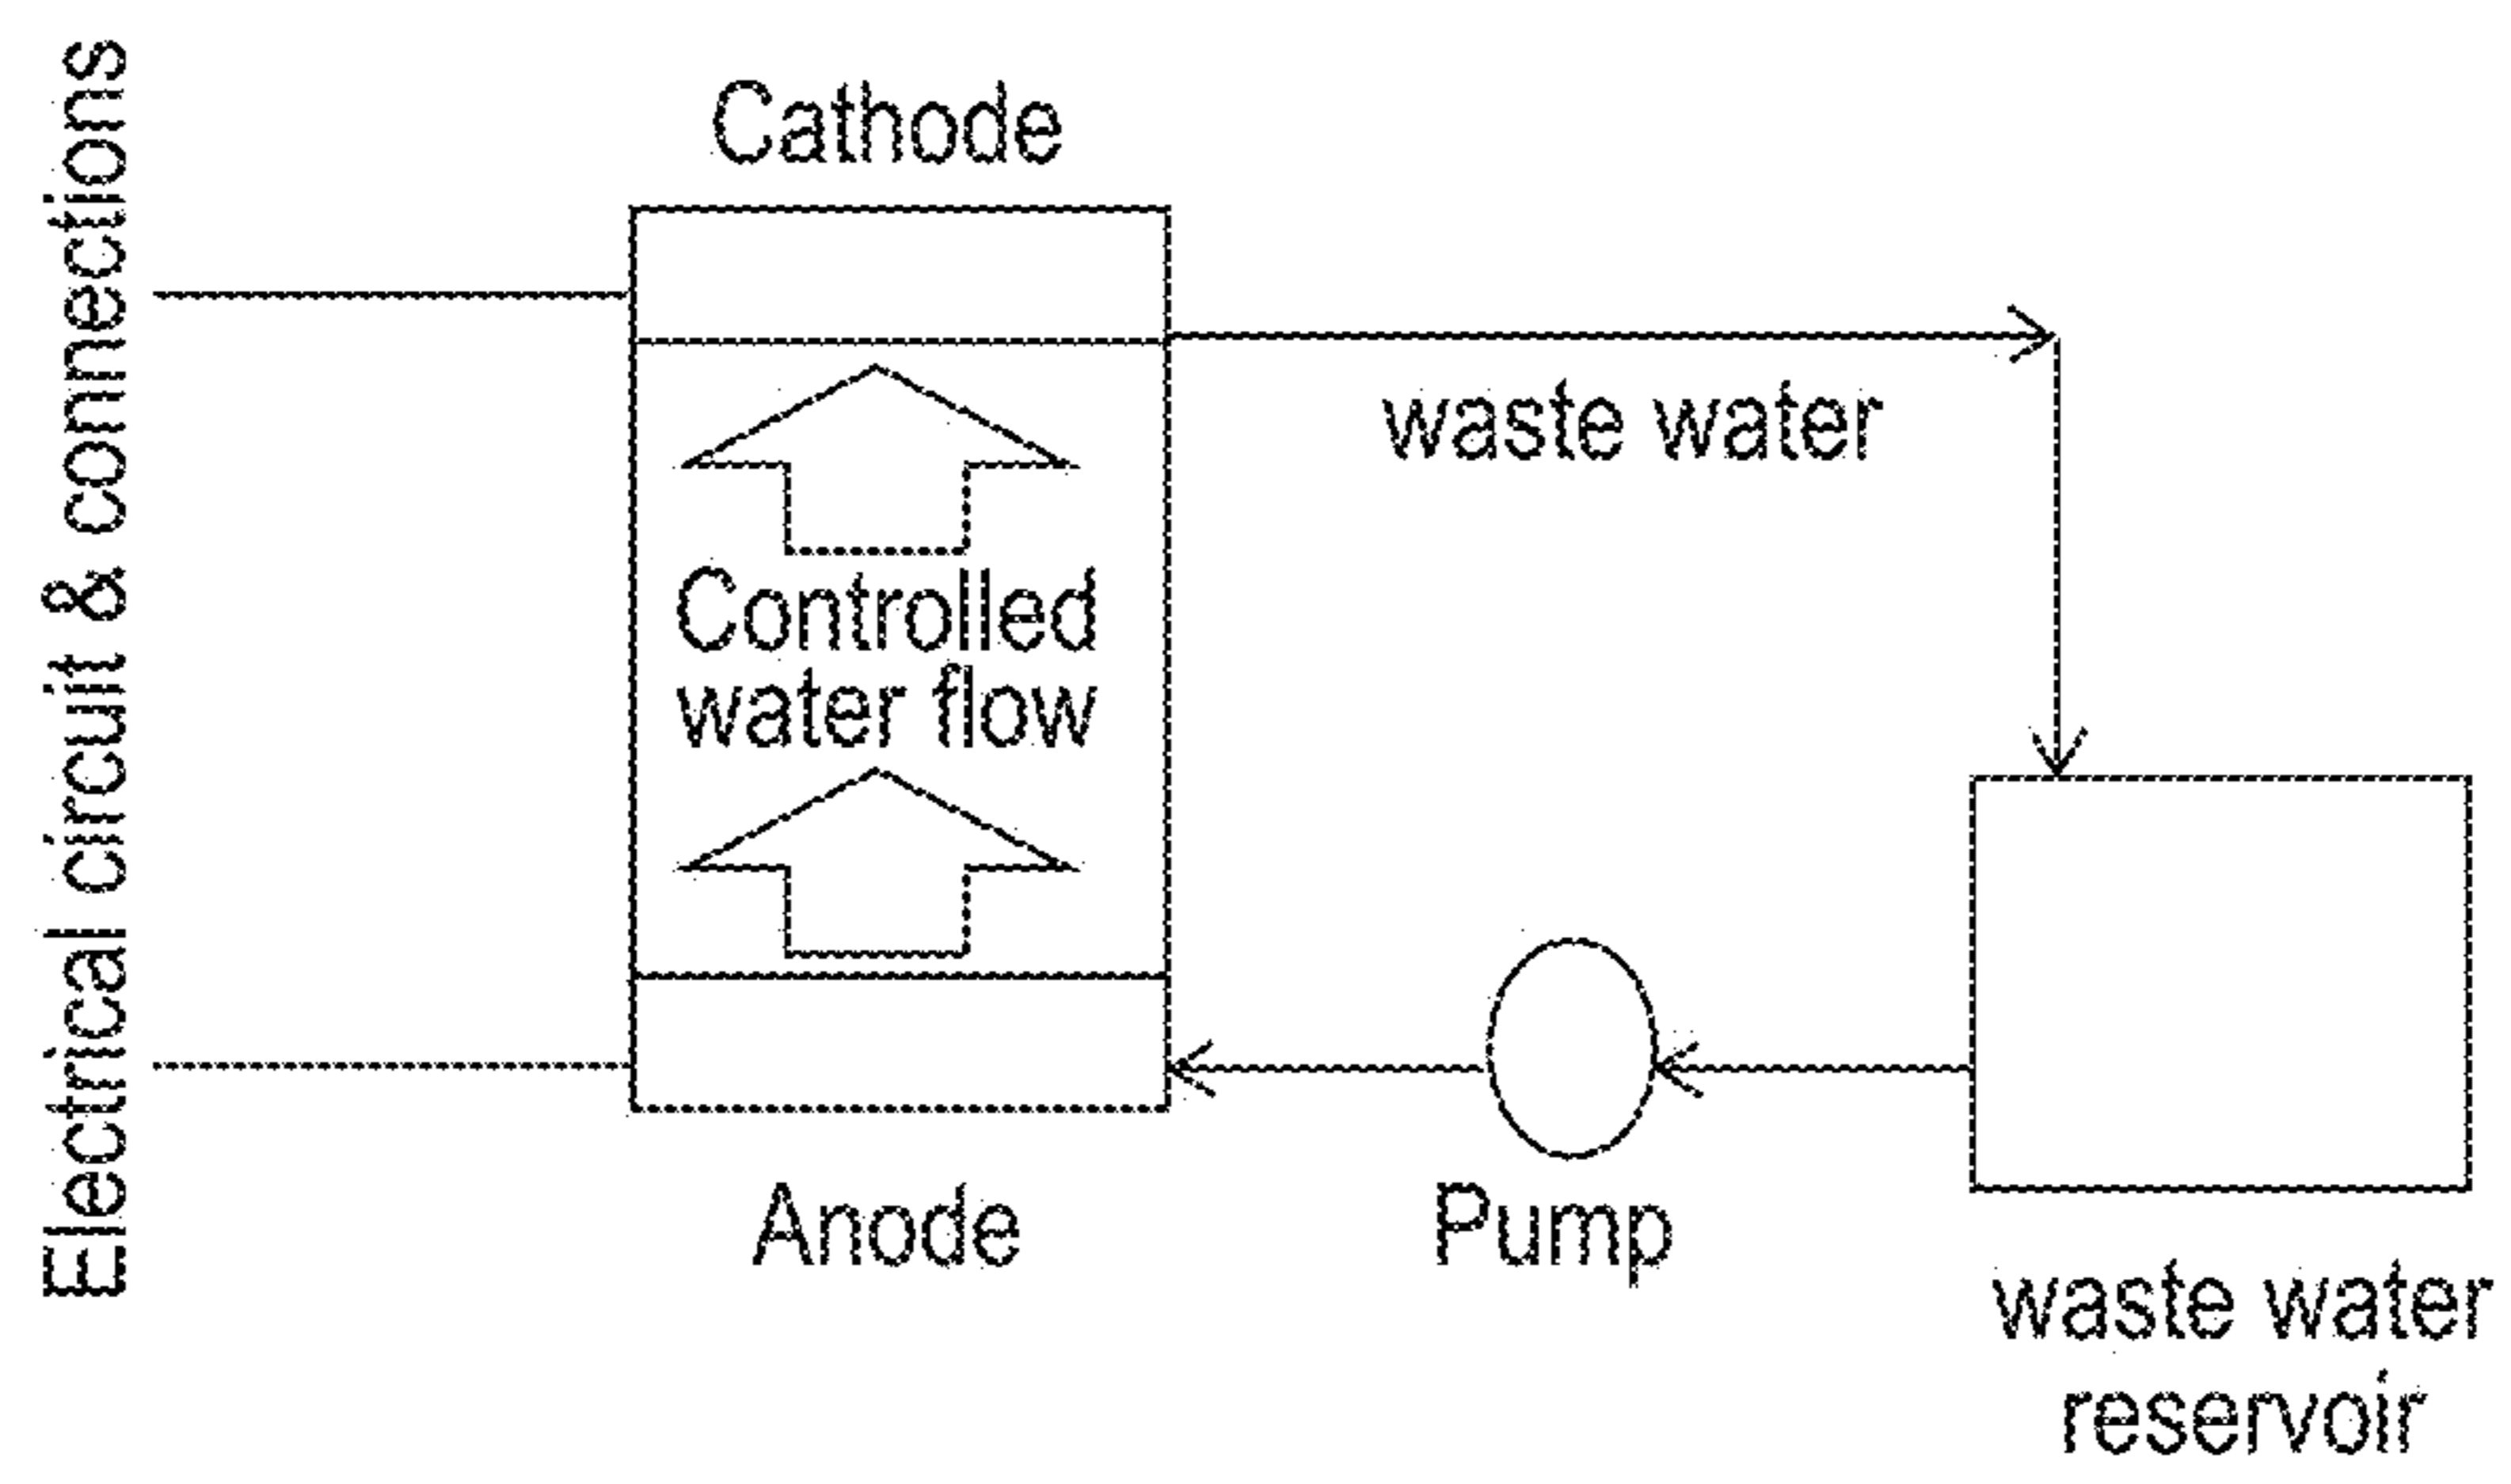 Electrical circuit & connections
Cathode
waste water
Controlled
water flow
Anode
Pump
waste water
reservoir